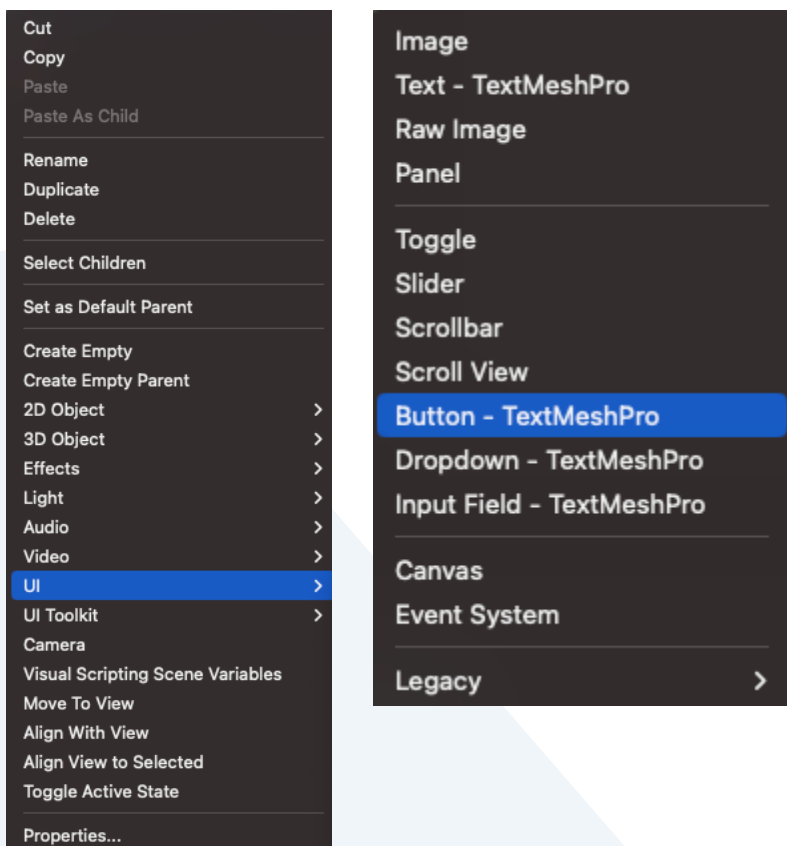 Cut
Copy
Paste
Paste As Child
Rename
Duplicate
Delete
Select Children
Set as Default Parent
Create Empty
Create Empty Parent
2D Object
3D Object
Effects
Light
Audio
Video
UI
UI Toolkit
Camera
Visual Scripting Scene Variables
Move To View
Align With View
Align View to Selected
Toggle Active State
Properties...
Image
Text - TextMeshPro
Raw Image
Panel
Toggle
Slider
Scrollbar
Scroll View
Button - TextMeshPro
Dropdown - TextMeshPro
Input Field - TextMeshPro
Canvas
Event System
Legacy